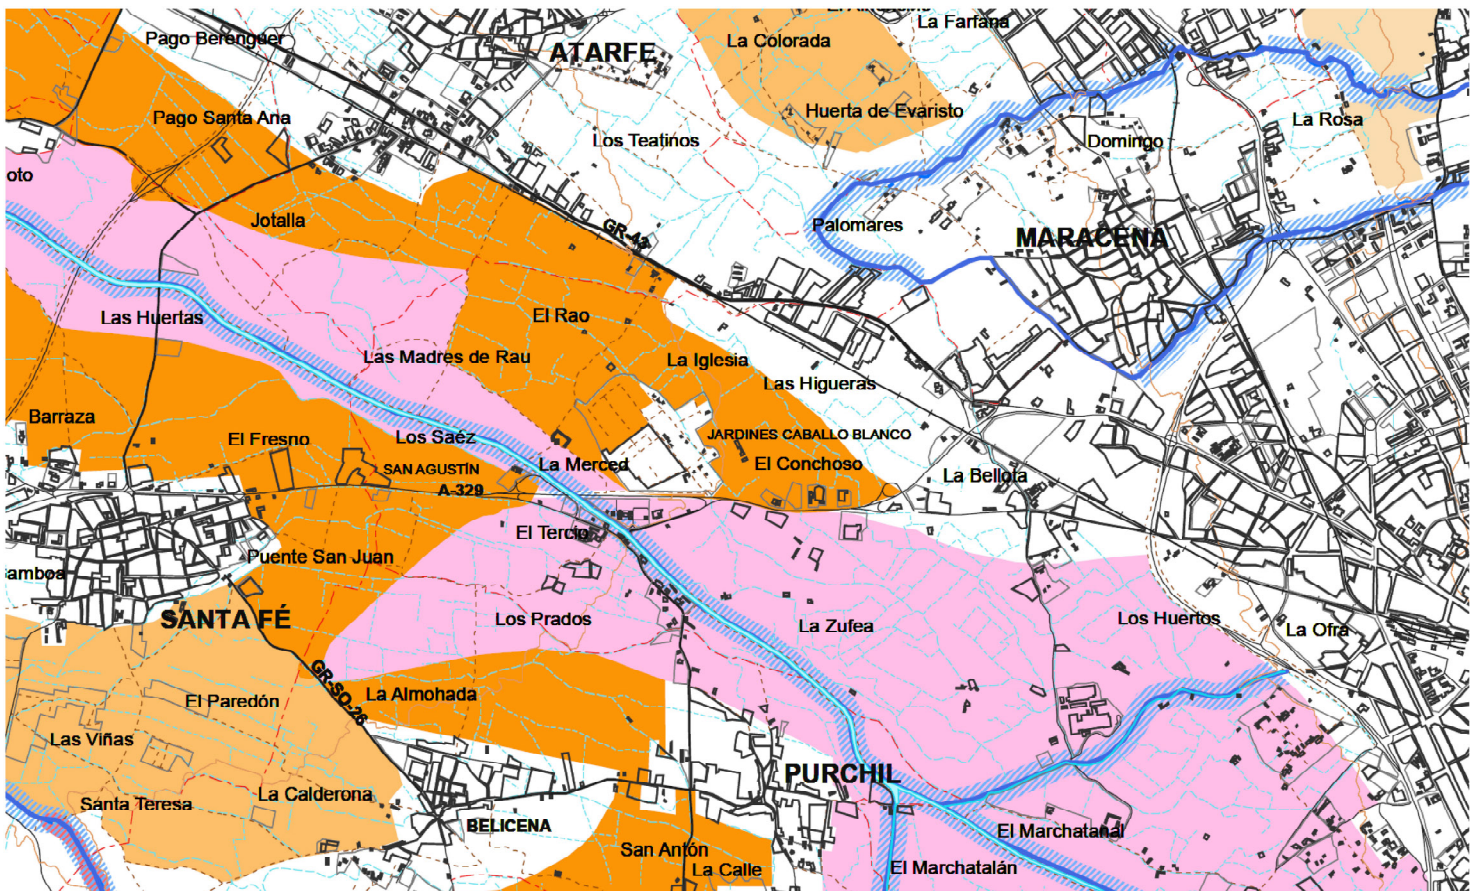 La Farfana
Pago Berenguer
La Colorada
ATARFE
Huerta de Evaristo
Pago Santa Ana
La Rosa
Los Teatinos
Domingo
oto
Jotalla
Palomares
GR-43
MARACENA
Las Huertas
El Rao
Las Madres de Rau
La Iglesia
Las Higueras
Barraza
El Fresno
Los Saéz
JARDINES CABALLO BLANCO
SAN AGUSTÍN
La Merced
El Conchoso
La Bellota
A-329
El Tercio
Puente San Juan
amboa
SANTA FÉ
Los Prados
La Zufea
Los Huertos
La Ofra
GR-SO-26
El Paredón
La Almohada
Las Viñas
PURCHIL
Santa Teresa
La Calderona
BELICENA
El Marchatanal
San Antón
La Calle
El Marchatalán